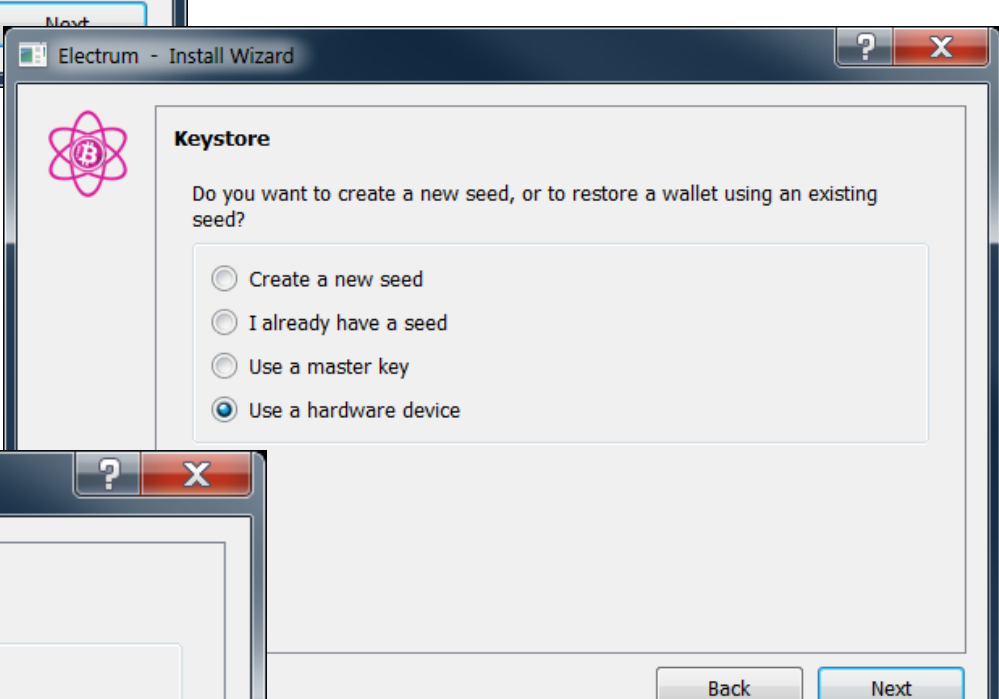 Next
Electrum - Install Wizard
Keystore
Do you want to create a new seed, or to restore a wallet using an existing
seed?
Create a new seed
I already have a seed
Use a master key
Use a hardware device
Back
Next